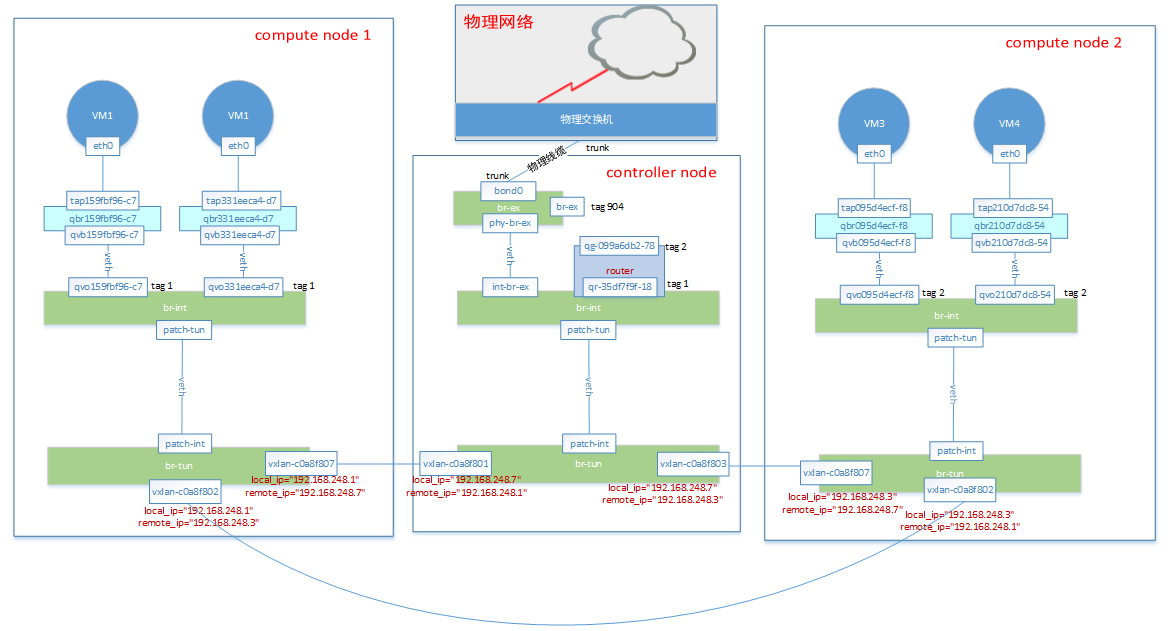 compute node 1
VM1
VM1
eth0
eth0
tap159fbf96-c7
tap331eeca4-d7
qbr159fbf96-c7
qbr331eeca4-d7
qvb159fbf96-c7
qvb331eeca4-d7
veth
veth
qvo159fbf96-c7
tag 1
qvo331eeca4-d7
tag 1
br-int
patch-tun
veth
patch-int
br-tun
vxlan-c0a8f807
local_ip="192.168.248.1"
remote_ip="192.168.248.7"
vxlan-c0a8f802
local_ip="192.168.248.1"
remote_ip="192.168.248.3"
物理网络
物理交换机
物理线缆
trunk
trunk
controller node
bond0
br-ex
br-ex
tag 904
phy-br-ex
veth
int-br-ex
qg-099a6db2-78
tag 2
router
qr-35df7f9f-18
tag 1
br-int
patch-tun
veth
patch-int
br-tun
vxlan-c0a8f801
local_ip="192.168.248.7"
remote_ip="192.168.248.1"
vxlan-c0a8f803
local_ip="192.168.248.7"
remote_ip="192.168.248.3"
compute node 2
VM3
VM4
eth0
eth0
tap095d4ecf-f8
tap210d7dc8-54
qbr095d4ecf-f8
qbr210d7dc8-54
qvb095d4ecf-f8
qvb210d7dc8-54
veth
veth
qvo095d4ecf-f8
tag 2
qvo210d7dc8-54
tag 2
br-int
patch-tun
veth
patch-int
br-tun
vxlan-c0a8f807
local_ip="192.168.248.3"
remote_ip="192.168.248.7"
vxlan-c0a8f802
local_ip="192.168.248.3"
remote_ip="192.168.248.1"